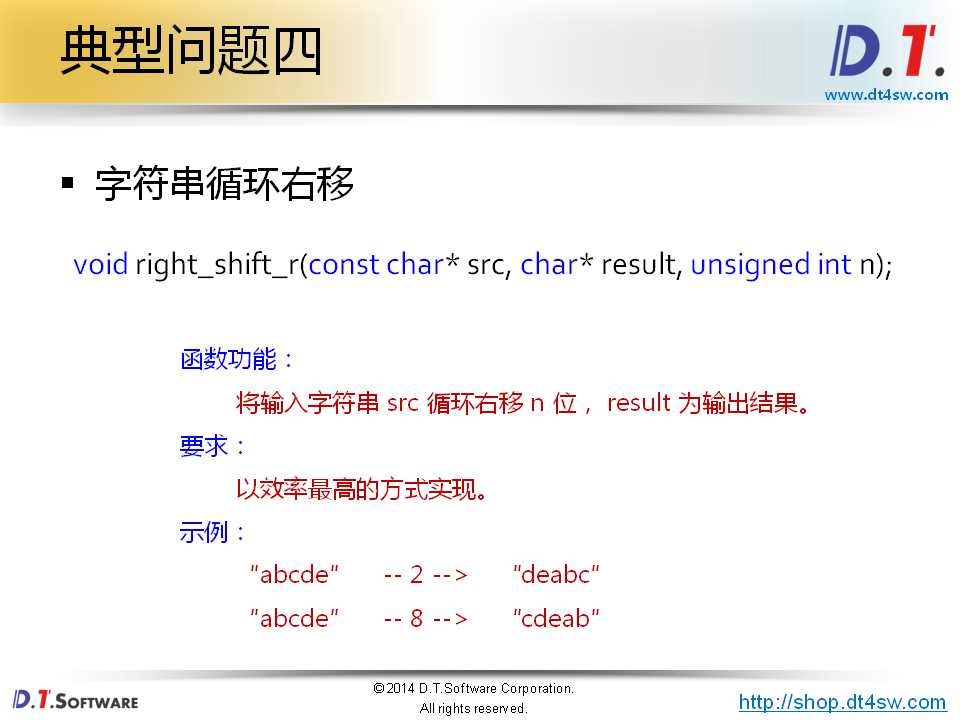 典型问题四
D.T.
www.dt4sw.com
▪ 字符串循环右移
void right_shift_r(const char* src, char* result, unsigned int n);
函数功能：
将输入字符串 src 循环右移 n 位， result 为输出结果。
要求：
以效率最高的方式实现。
示例：
"abcde" -- 2 --> "deabc"
"abcde" -- 8 --> "cdeab"
D.T.SOFTWARE
©2014 D.T.Software Corporation.
All rights reserved.
http://shop.dt4sw.com